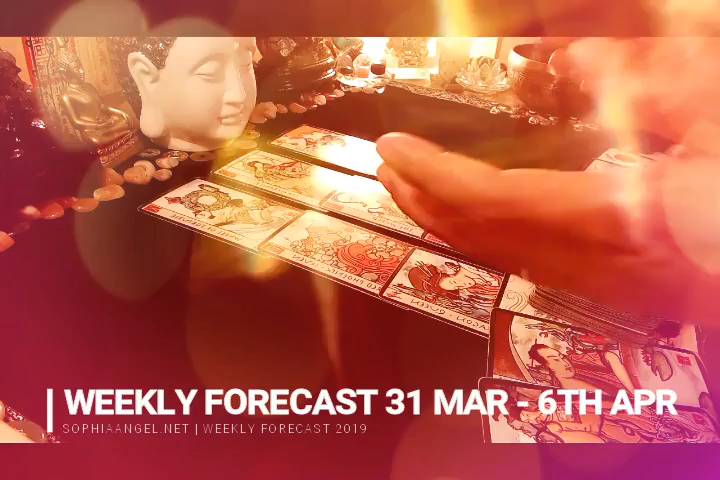 WEEKLY FORECAST 31 MAR - 6TH APR
SOPHIAANGEL.NET | WEEKLY FORECAST 2019